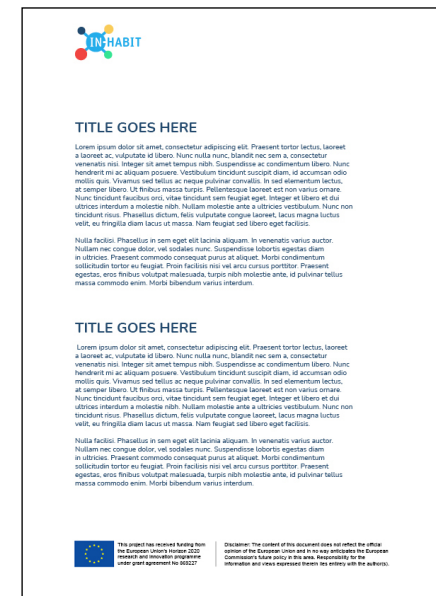 IN-HABIT
TITLE GOES HERE
Lorem ipsum dolor sit amet, consectetur adipiscing elit. Praesent tortor lectus, laoreet
a laoreet ac, vulputate id libero. Nunc nulla nunc, blandit nec sem a, consectetur
venenatis nisi. Integer sit amet tempus nibh. Suspendisse ac condimentum libero. Nunc
hendrerit mi ac aliquam posuere. Vestibulum tincidunt suscipit diam, id accumsan odio
mollis quis. Vivamus sed tellus ac neque pulvinar convallis. In sed elementum lectus,
at semper libero. Ut finibus massa turpis. Pellentesque laoreet est non varius ornare.
Nunc tincidunt faucibus orci, vitae tincidunt sem feugiat eget. Integer et libero et dui
ultrices interdum a molestie nibh. Nullam molestie ante a ultricies vestibulum. Nunc non
tincidunt risus. Phasellus dictum, felis vulputate congue laoreet, lacus magna luctus
velit, eu fringilla diam lacus ut massa. Nam feugiat sed libero eget facilisis.
Nulla facilisi. Phasellus in sem eget elit lacinia aliquam. In venenatis varius auctor.
Nullam nec congue dolor, vel sodales nunc. Suspendisse lobortis egestas diam
in ultricies. Praesent commodo consequat purus at aliquet. Morbi condimentum
sollicitudin tortor eu feugiat. Proin facilisis nisi vel arcu cursus porttitor. Praesent
egestas, eros finibus volutpat malesuada, turpis nibh molestie ante, id pulvinar tellus
massa commodo enim. Morbi bibendum varius interdum.
TITLE GOES HERE
Lorem ipsum dolor sit amet, consectetur adipiscing elit. Praesent tortor lectus, laoreet
a laoreet ac, vulputate id libero. Nunc nulla nunc, blandit nec sem a, consectetur
venenatis nisi. Integer sit amet tempus nibh. Suspendisse ac condimentum libero. Nunc
hendrerit mi ac aliquam posuere. Vestibulum tincidunt suscipit diam, id accumsan odio
mollis quis. Vivamus sed tellus ac neque pulvinar convallis. In sed elementum lectus,
at semper libero. Ut finibus massa turpis. Pellentesque laoreet est non varius ornare.
Nunc tincidunt faucibus orci, vitae tincidunt sem feugiat eget. Integer et libero et dui
ultrices interdum a molestie nibh. Nullam molestie ante a ultricies vestibulum. Nunc non
tincidunt risus. Phasellus dictum, felis vulputate congue laoreet, lacus magna luctus
velit, eu fringilla diam lacus ut massa. Nam feugiat sed libero eget facilisis.
Nulla facilisi. Phasellus in sem eget elit lacinia aliquam. In venenatis varius auctor.
Nullam nec congue dolor, vel sodales nunc. Suspendisse lobortis egestas diam
in ultricies. Praesent commodo consequat purus at aliquet. Morbi condimentum
sollicitudin tortor eu feugiat. Proin facilisis nisi vel arcu cursus porttitor. Praesent
egestas, eros finibus volutpat malesuada, turpis nibh molestie ante, id pulvinar tellus
massa commodo enim. Morbi bibendum varius interdum.
This project has received funding from
the European Union's Horizon 2020
research and innovation programme
under grant agreement No 869227
Disclaimer: The content of this document does not reflect the official
opinion of the European Union and in no way anticipates the European
Commission's future policy in this area. Responsibility for the
information and views expressed therein lies entirely with the author(s).